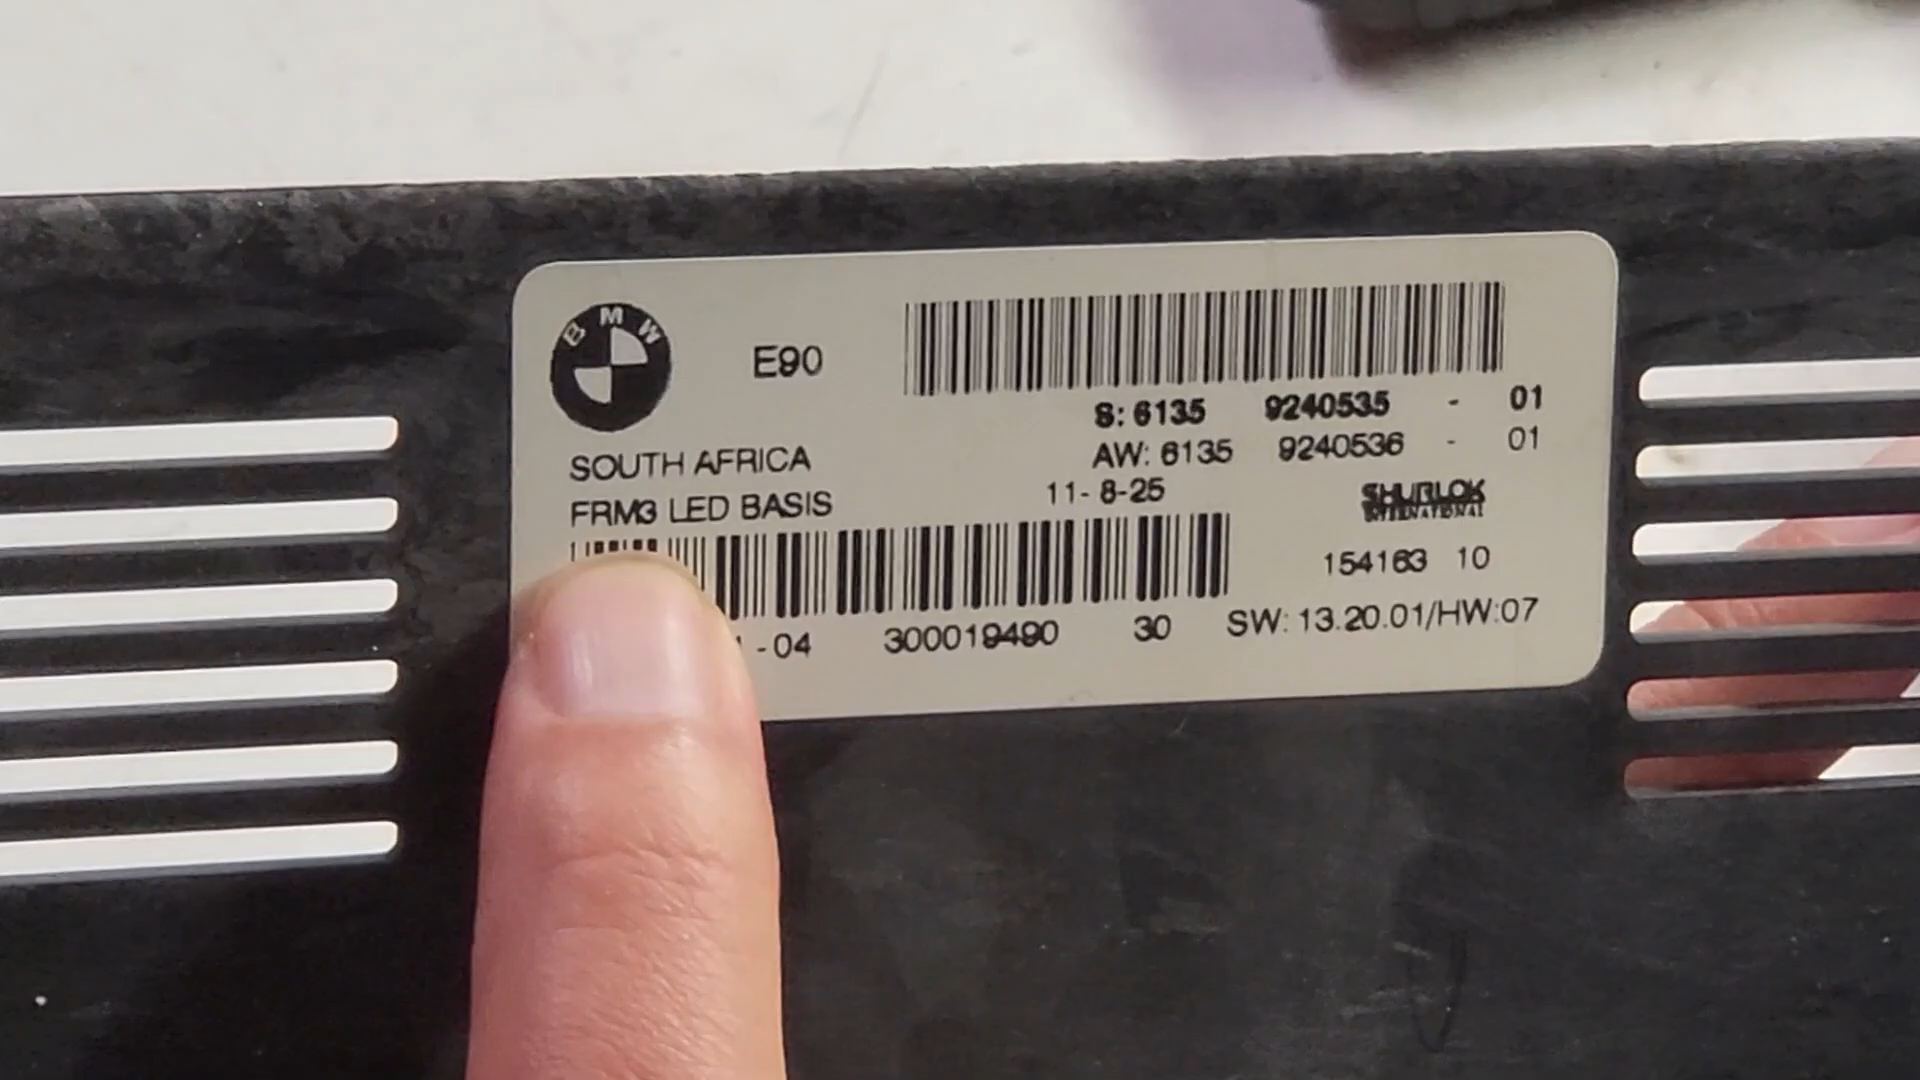 BMW
E90
S: 6135 9240535 - 01
SOUTH AFRICA
AW: 6135 9240536 - 01
FRM3 LED BASIS
11- 8-25
SHURLOK
INTERNATIONAL
154163 10
-04 300019490 30
SW: 13.20.01/HW:07